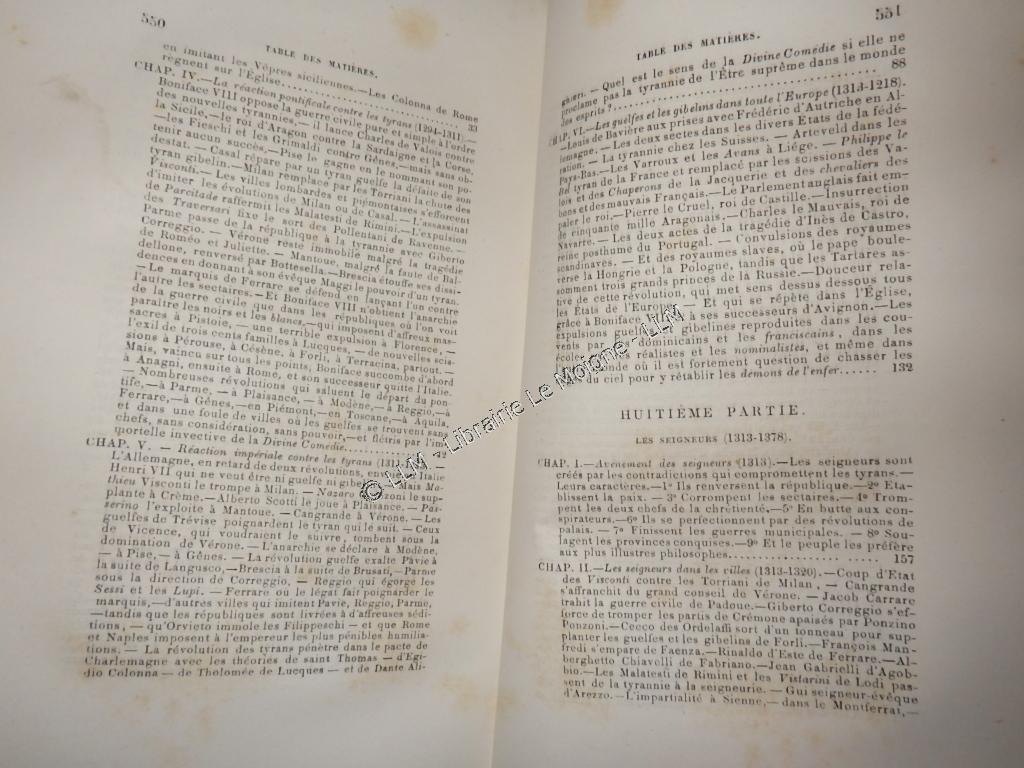 550
TABLE DES MATIÈRES.
en imitant les Vêpres siciliennes.—Les Colonna de Rome
règnent sur l'Église. 33
CHAP. IV.—La réaction pontificale contre les tyrans (1294-1311).—
Boniface VIII oppose la guerre civile pure et simple à l'ordre
des nouvelles tyrannies,— il lance Charles de Valois contre
la Sicile,—le roi d'Aragon contre la Sardaigne et la Corse,
—les Fieschi et les Grimaldi contre Gênes,—mais sans ob-
tenir aucun succès.—Pise le gagne en le nommant son po-
destat. — Casal répare par un tyran guelfe la défaite de son
tyran gibelin.—Milan remplace par les Torriani la chute des
Visconti.— Les villes lombardes et piémontaises s'efforcent
d'imiter les évolutions de Milan ou de Casal.—L'assassinat
de Parcitade raffermit les Malatesti de Rimini.—L'expulsion
des Traversari fixe le sort des Pollentani de Ravenne.—
Parme passe de la république à la tyrannie avec Giberto
Correggio. — Vérone reste immobile malgré la tragédie
de Roméo et Juliette. — Mantoue, malgré la faute de Bal-
dellone, renversé par Bottesella.—Brescia étouffe ses dissi-
dences en donnant à son évêque Maggi le pouvoir d'un tyran.
— Le marquis de Ferrare se défend en lançant l'un contre
l'autre les sectaires.—Et Boniface VIII n'obtient l'anarchie
de la guerre civile que dans les républiques où l'on voit
paraître les noirs et les blancs,—qui imposent d'affreux mas-
sacres à Pistoie, — une terrible expulsion à Florence, —
l'exil de trois cents familles à Lucques, — de nouvelles scis-
sions à Pérouse, à Césène, à Forli, à Terracina, partout.—
Mais, vaincu sur tous les points, Boniface succombe d'abord
à Anagni, ensuite à Rome, et son successeur quitte l'Italie.
— Nombreuses révolutions qui saluent le départ du pon-
tife,—à Parme, — à Plaisance, — à Modène,—à Reggio,—à
Ferrare,—à Gênes,—en Piémont,—en Toscane,—à Aquila,
et dans une foule de villes où les guelfes se trouvent sans
chefs, sans considération, sans pouvoir,—et flétris par l'im-
mortelle invective de la Divine Comédie. 42
CHAP. V. — Réaction impériale contre les tyrans
L'Allemagne, en retard de deux révolutions, Italie
Henri VII qui ne veut être ni guelfe ni gibelin. Mais Ma-
thieu Visconti le trompe à Milan. — Nazaro zoni le sup-
plante à Crème.—Alberto Scotti le joue à Plaisance. — Pas-
serino l'exploite à Mantoue. — Cangrande à Vérone. — Les
guelfes de Trévise poignardent le tyran qui le suit. — Ceux
de Vicence, qui voudraient le suivre, tombent sous la
domination de Vérone. — L'anarchie se déclare à Modène,
— à Pise,— à Gênes. — La révolution guelfe exalte Pavie à
la suite de Langusco,—Brescia à la suite de Brusati,—Parme
sous la direction de Correggio, — Reggio qui égorge les
Sessi et les Lupi. — Ferrare où le légat fait poignarder le
marquis,—d'autres villes qui imitent Pavie, Reggio, Parme,
—tandis que les républiques sont livrées à d'affreuses sédi-
tions, — qu'Orvieto immole les Filippeschi — et que Rome
et Naples imposent à l'empereur les plus pénibles humilia-
tions. — La révolution des tyrans pénètre dans le pacte de
Charlemagne avec les théories de saint Thomas — d'Egi-
dio Colonna — de Tholomée de Lucques — et de Dante Ali-
551
TABLE DES MATIÈRES.
ghieri. — Quel est le sens de la Divine Comédie si elle ne
proclame pas la tyrannie de l'Être suprême dans le monde
des esprits? 88
CHAP. VI.—Les guelfes et les gibelins dans toute l'Europe (1313-1218).
—Louis de Bavière aux prises avec Frédéric d'Autriche en Al-
lemagne. — Les deux sectes dans les divers États de la fédé-
ration. — La tyrannie chez les Suisses. — Arteveld dans les
Pays-Bas.—Les Varroux et les Avans à Liége. — Philippe le
Bel tyran de la France et remplacé par les scissions des Va-
lois et des Chaperons de la Jacquerie et des chevaliers des
bons et des mauvais Français.—Le Parlement anglais fait em-
paler le roi.—Pierre le Cruel, roi de Castille.—Insurrection
de cinquante mille Aragonais.—Charles le Mauvais, roi de
Navarre. — Les deux actes de la tragédie d'Inès de Castro,
reine posthume du Portugal. — Convulsions des royaumes
scandinaves. — Et des royaumes slaves, où le pape boule-
verse la Hongrie et la Pologne, tandis que les Tartares as-
somment trois grands princes de la Russie.—Douceur rela-
tive de cette révolution, qui met sens dessus dessous tous
les États de l'Europe — Et qui se répète dans l'Église,
grâce à Boniface à ses successeurs d'Avignon.—Les
expulsions guelfes gibelines reproduites dans les cou-
vents par les dominicains et les franciscains, dans les
écoles réalistes et les nominalistes, et même dans
onde où il est fortement question de chasser les
du ciel pour y rétablir les démons de l'enfer...... 132
HUITIÈME PARTIE.
LES SEIGNEURS (1313-1378).
CHAP. I.—Avénement des seigneurs (1313).—Les seigneurs sont
créés par les contradictions qui compromettent les tyrans.—
Leurs caractères.—1° Ils renversent la république.—2° Éta-
blissent la paix. — 3° Corrompent les sectaires.—4° Trom-
pent les deux chefs de la chrétienté,—5° En butte aux con-
spirateurs.—6° Ils se perfectionnent par des révolutions de
palais. — 7° Finissent les guerres municipales. — 8° Sou-
lagent les provinces conquises.—9° Et le peuple les préfère
aux plus illustres philosophes. 157
CHAP. II.—Les seigneurs dans les villes (1313-1320).—Coup d'État
des Visconti contre les Torriani de Milan, — Cangrande
s'affranchit du grand conseil de Vérone. — Jacob Carrare
trahit la guerre civile de Padoue.—Giberto Correggio s'ef-
force de tromper les partis de Crémone apaisés par Ponzino
Ponzoni.—Cecco des Ordelaffi sort d'un tonneau pour sup-
planter les guelfes et les gibelins de Forli.—François Man-
fredi s'empare de Faenza.—Rinaldo d'Este de Ferrare.—Al-
berghetto Chiavelli de Fabriano.—Jean Gabrielli d'Agob-
bio.—Les Malatesti de Rimini et les Vistarini de Lodi pas-
sent de la tyrannie à la seigneurie. — Gui seigneur-évêque
d'Arezzo.—L'impartialité à Sienne,—dans le Montferrat,—
© LLM - Librairie Le Moigne - LLM